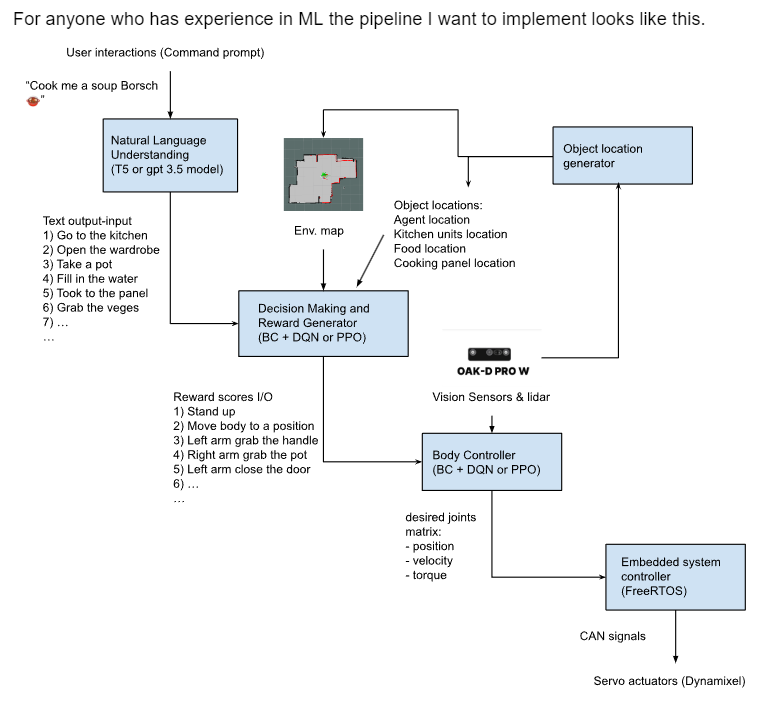 For anyone who has experience in ML the pipeline I want to implement looks like this.
User interactions (Command prompt)
"Cook me a soup Borsch
"
Natural Language
Understanding
(T5 or gpt 3.5 model)
Object location
generator
Text output-input
1) Go to the kitchen
2) Open the wardrobe
3) Take a pot
4) Fill in the water
5) Took to the panel
6) Grab the veges
7) ...
...
Env. map
Object locations:
Agent location
Kitchen units location
Food location
Cooking panel location
Decision Making and
Reward Generator
(BC + DQN or PPO)
OAK-D PRO W
Vision Sensors & lidar
Reward scores I/O
1) Stand up
2) Move body to a position
3) Left arm grab the handle
4) Right arm grab the pot
5) Left arm close the door
6) ...
...
Body Controller
(BC + DQN or PPO)
desired joints
matrix:
- position
- velocity
- torque
Embedded system
controller
(FreeRTOS)
CAN signals
Servo actuators (Dynamixel)